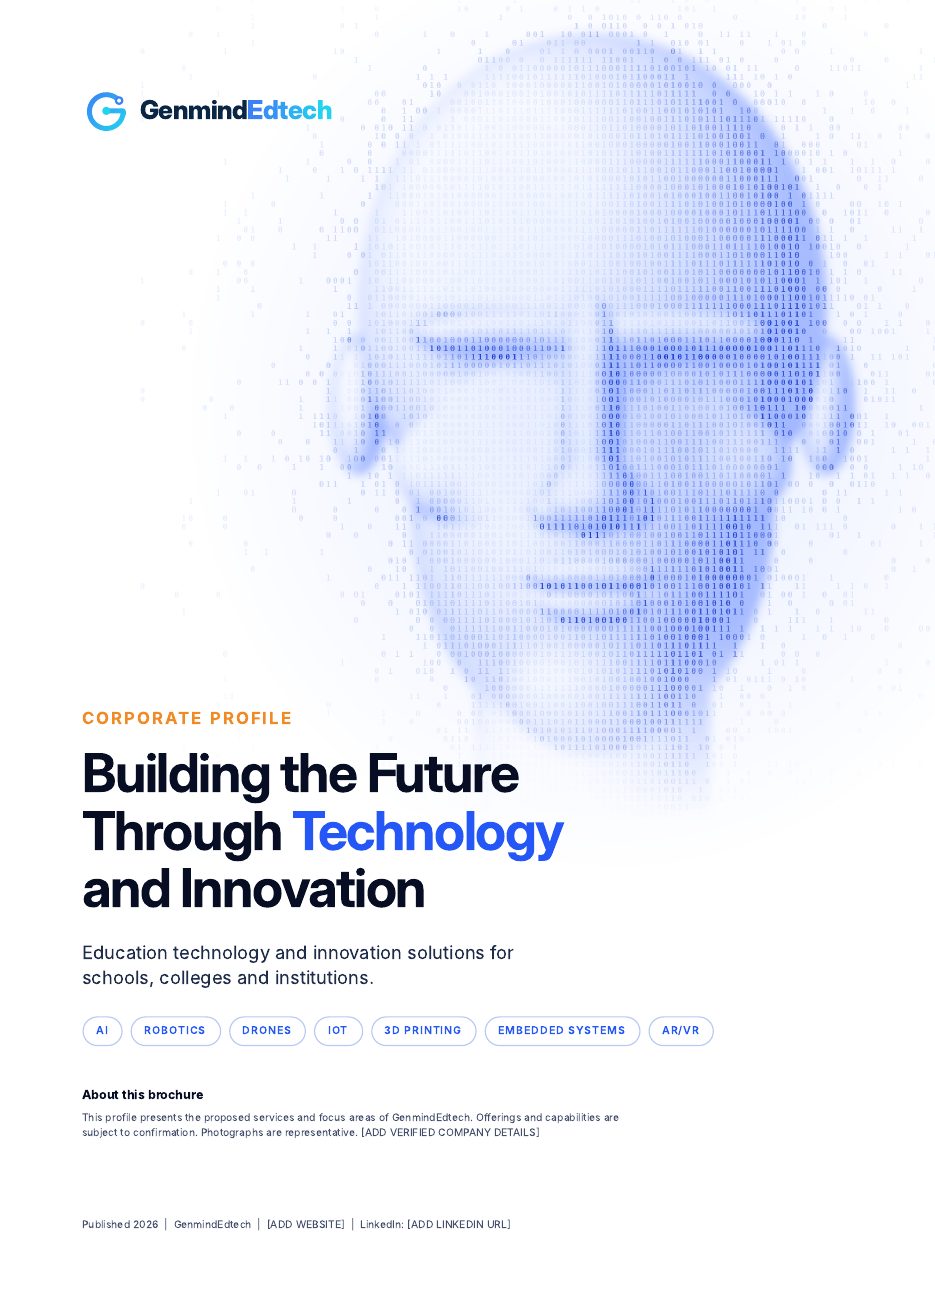 GenmindEdtech
CORPORATE PROFILE
Building the Future
Through Technology
and Innovation
Education technology and innovation solutions for
schools, colleges and institutions.
AI ROBOTICS DRONES IOT 3D PRINTING EMBEDDED SYSTEMS AR/VR
About this brochure
This profile presents the proposed services and focus areas of GenmindEdtech. Offerings and capabilities are
subject to confirmation. Photographs are representative. [ADD VERIFIED COMPANY DETAILS]
Published 2026 | GenmindEdtech | [ADD WEBSITE] | LinkedIn: [ADD LINKEDIN URL]